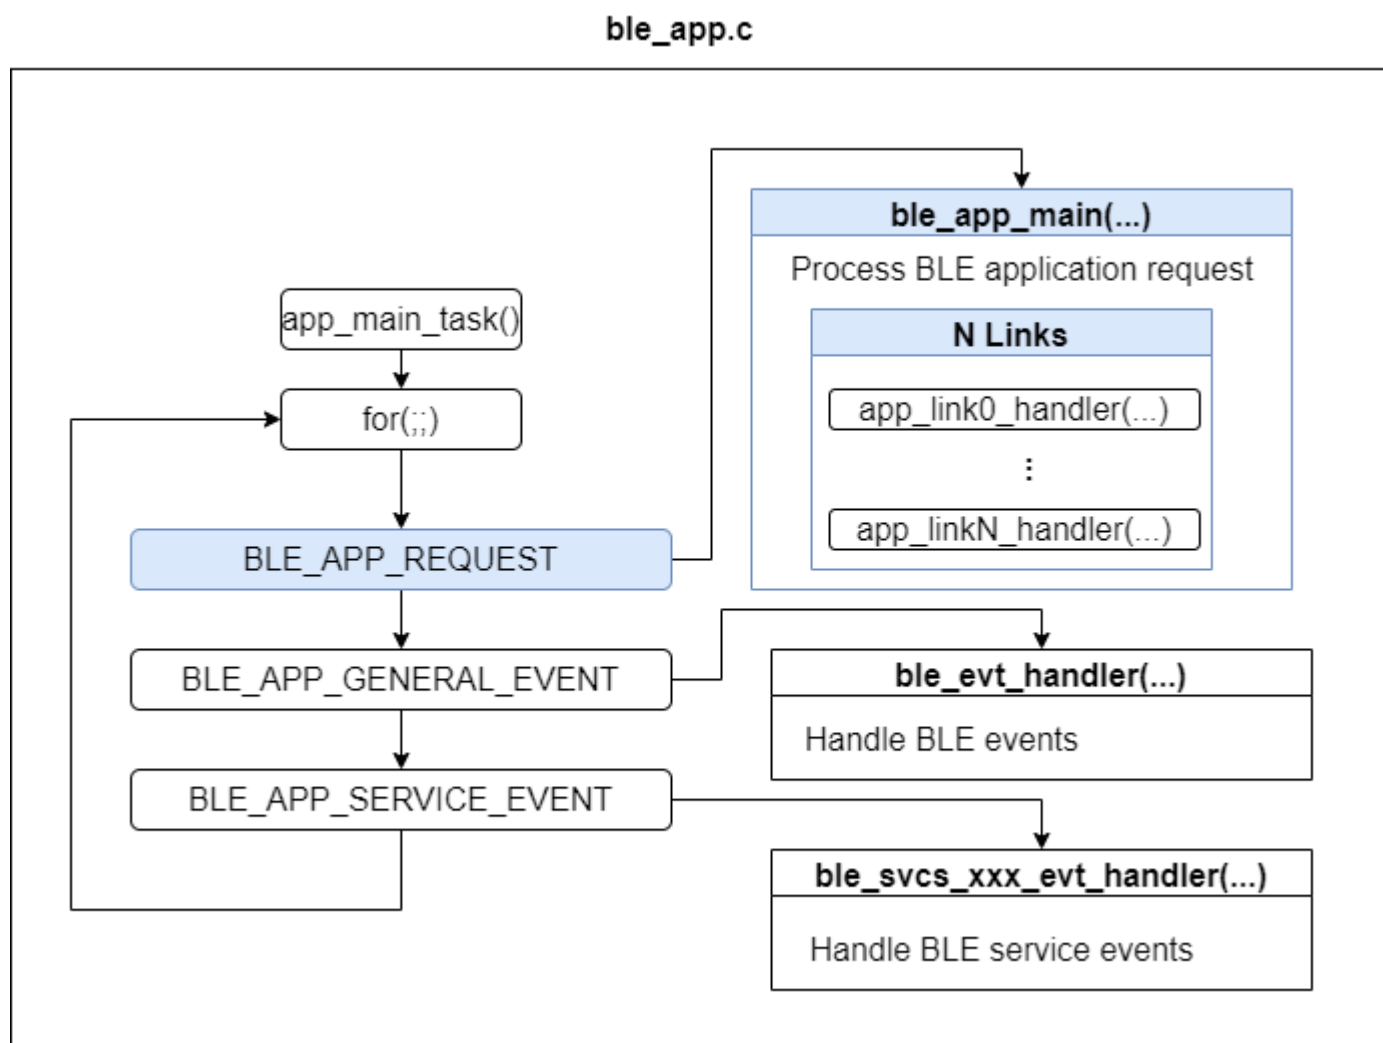 ble_app.c
app_main_task()
for(;;)
BLE_APP_REQUEST
BLE_APP_GENERAL_EVENT
BLE_APP_SERVICE_EVENT
ble_app_main(...)
Process BLE application request
N Links
app_link0_handler(...)
⋮
app_linkN_handler(...)
ble_evt_handler(...)
Handle BLE events
ble_svcs_xxx_evt_handler(...)
Handle BLE service events